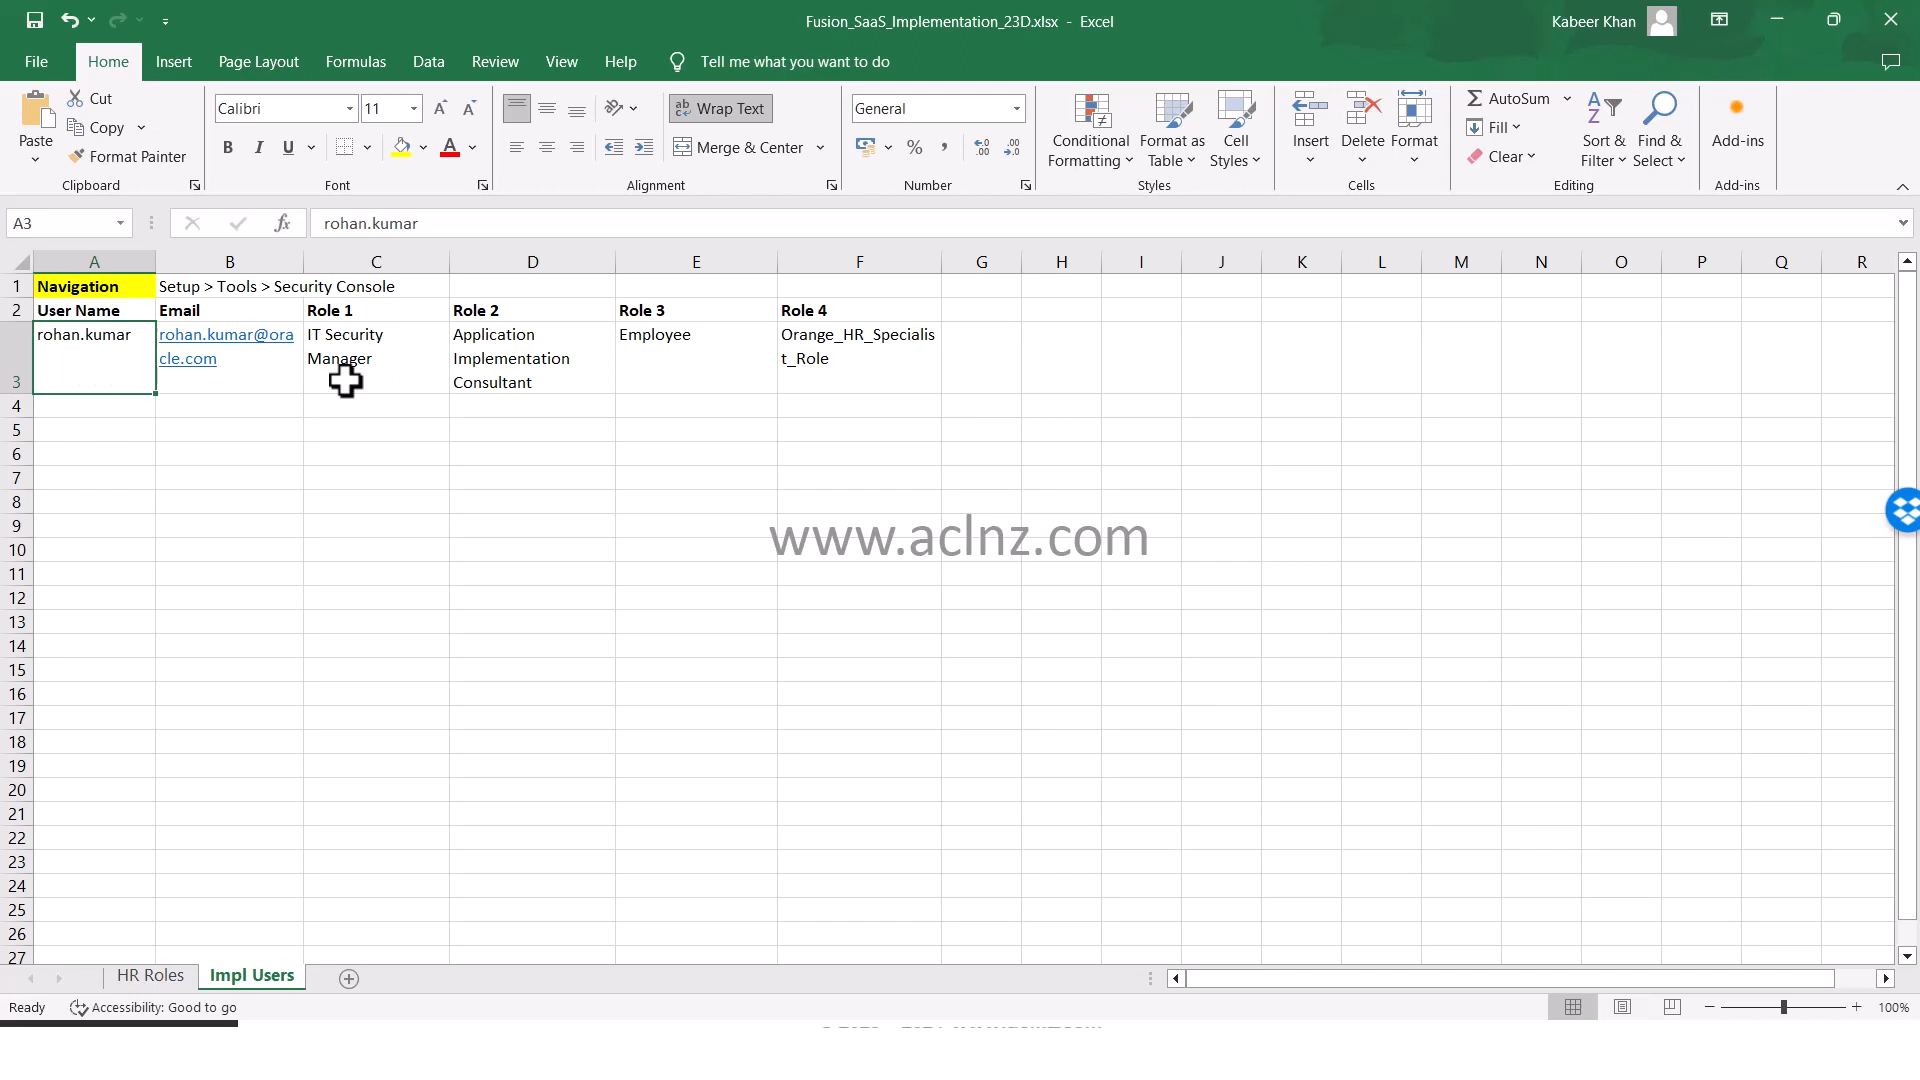 Fusion_SaaS_Implementation_23D.xlsx - Excel
Kabeer Khan
File Home Insert Page Layout Formulas Data Review View Help Tell me what you want to do
Paste
Cut
Copy
Format Painter
Clipboard
Calibri 11
B I U
Font
Wrap Text
Merge & Center
Alignment
General
Number
Conditional Formatting
Format as Table
Cell Styles
Styles
Insert
Delete
Format
Cells
AutoSum
Fill
Clear
Sort & Filter
Find & Select
Editing
Add-ins
Add-ins
A3 fx rohan.kumar
A B C D E F G H I J K L M N O P Q R
1 Navigation Setup > Tools > Security Console
2 User Name Email Role 1 Role 2 Role 3 Role 4
rohan.kumar rohan.kumar@ora IT Security Application Employee Orange_HR_Specialis
cle.com Manager Implementation t_Role
3 Consultant
4
5
6
7
8
9
www.aclnz.com
10
11
12
13
14
15
16
17
18
19
20
21
22
23
24
25
26
27
HR Roles Impl Users
Ready Accessibility: Good to go 100%